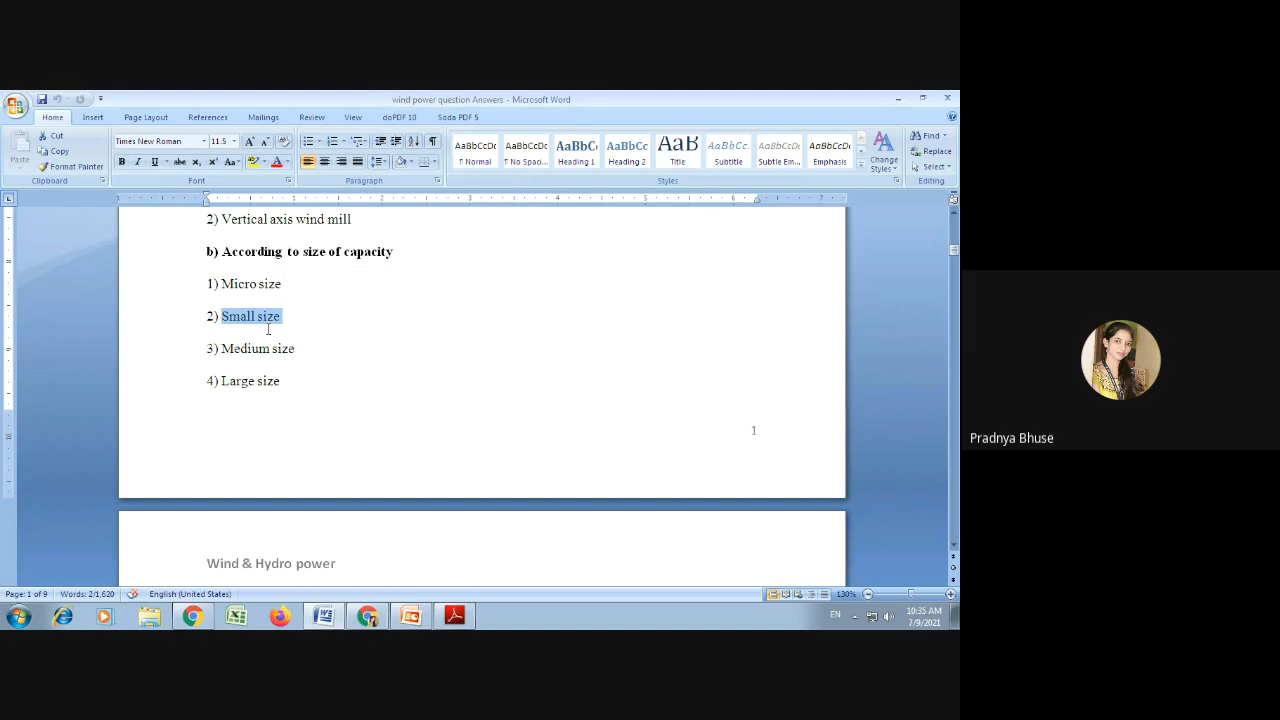 wind power question Answers - Microsoft Word
Home Insert Page Layout References Mailings Review View doPDF 10 Soda PDF 5
Paste
Cut
Copy
Format Painter
Clipboard
Times New Roman 11.5
Font
Paragraph
AaBbCcDc AaBbCcDc AaBbC AaBbCc AaB AaBbCc. AaBbCcDc AaBbCcDc
¶ Normal ¶ No Spaci... Heading 1 Heading 2 Title Subtitle Subtle Em... Emphasis
Change Styles
Styles
Find
Replace
Select
Editing
2) Vertical axis wind mill
b) According to size of capacity
1) Micro size
2) Small size
3) Medium size
4) Large size
1
Wind & Hydro power
Page: 1 of 9 Words: 2/1,620 English (United States) 130%
EN 10:35 AM
7/9/2021
Pradnya Bhuse